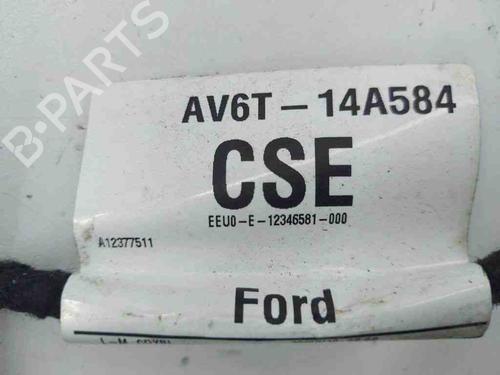 B-PARTS
AV6T-14A584
CSE
EEU0-E-12346581-000
A12377511
Ford